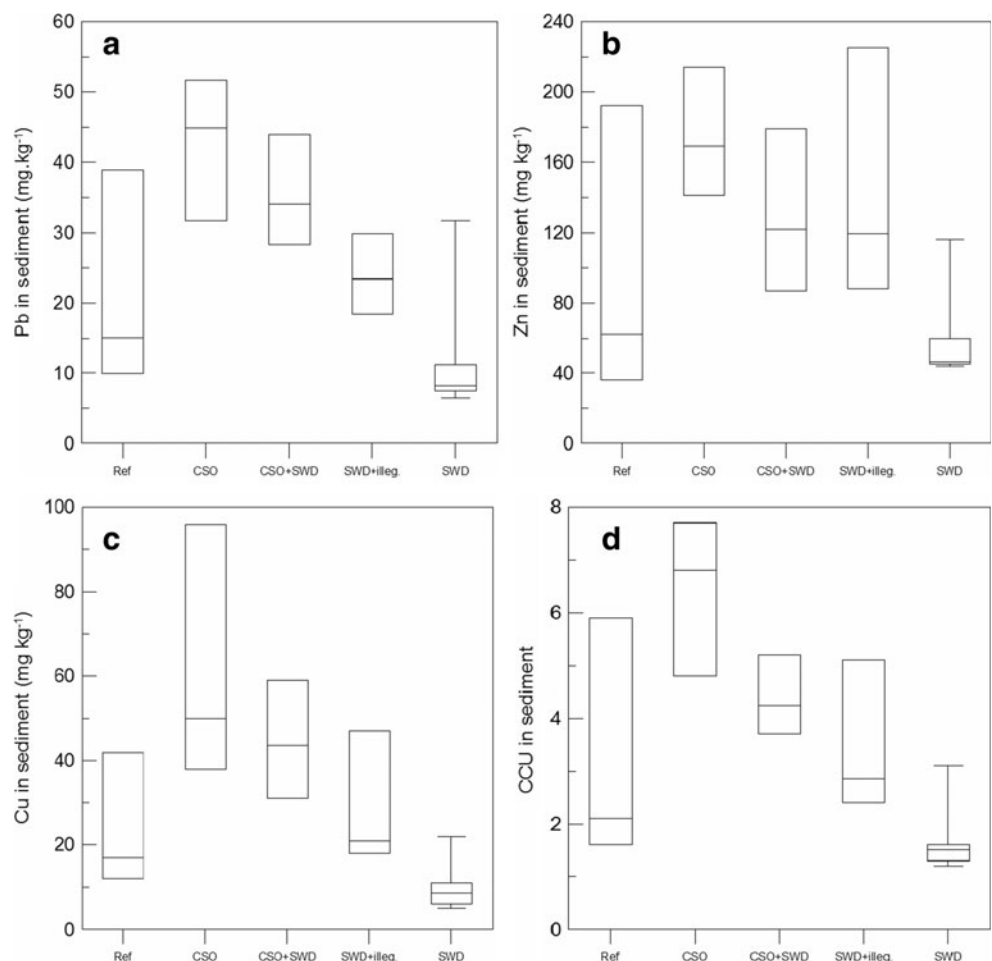 a
Pb in sediment (mg.kg-1)
60
50
40
30
20
10
0
Ref CSO CSO+SWD SWD+illeg. SWD
b
Zn in sediment (mg kg-1)
240
200
160
120
80
40
0
Ref CSO CSO+SWD SWD+illeg. SWD
c
Cu in sediment (mg kg-1)
100
80
60
40
20
0
Ref CSO CSO+SWD SWD+illeg. SWD
d
CCU in sediment
8
6
4
2
0
Ref CSO CSO+SWD SWD+illeg. SWD